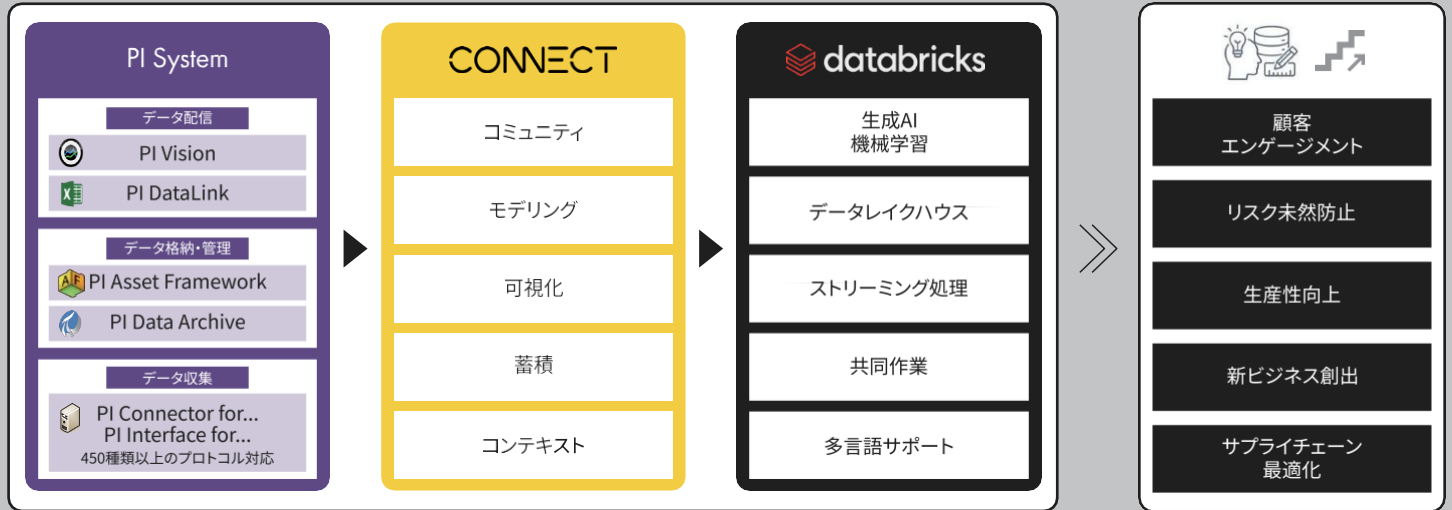 PI System
データ配信
PI Vision
PI DataLink
データ格納・管理
PI Asset Framework
PI Data Archive
データ収集
PI Connector for...
PI Interface for...
450種類以上のプロトコル対応
CONNECT
コミュニティ
モデリング
可視化
蓄積
コンテキスト
databricks
生成AI
機械学習
データレイクハウス
ストリーミング処理
共同作業
多言語サポート
顧客
エンゲージメント
リスク未然防止
生産性向上
新ビジネス創出
サプライチェーン
最適化